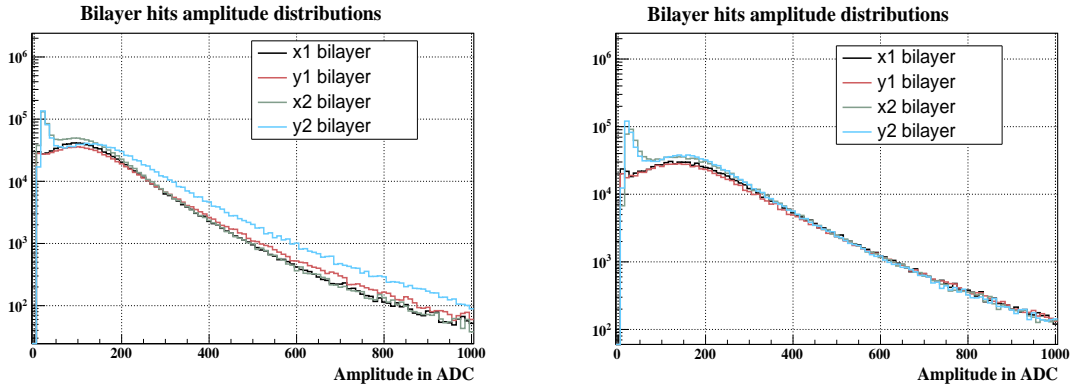 Bilayer hits amplitude distributions
x1 bilayer
y1 bilayer
x2 bilayer
y2 bilayer
10^6
10^5
10^4
10^3
10^2
0 200 400 600 800 1000
Amplitude in ADC
Bilayer hits amplitude distributions
x1 bilayer
y1 bilayer
x2 bilayer
y2 bilayer
10^6
10^5
10^4
10^3
10^2
0 200 400 600 800 1000
Amplitude in ADC